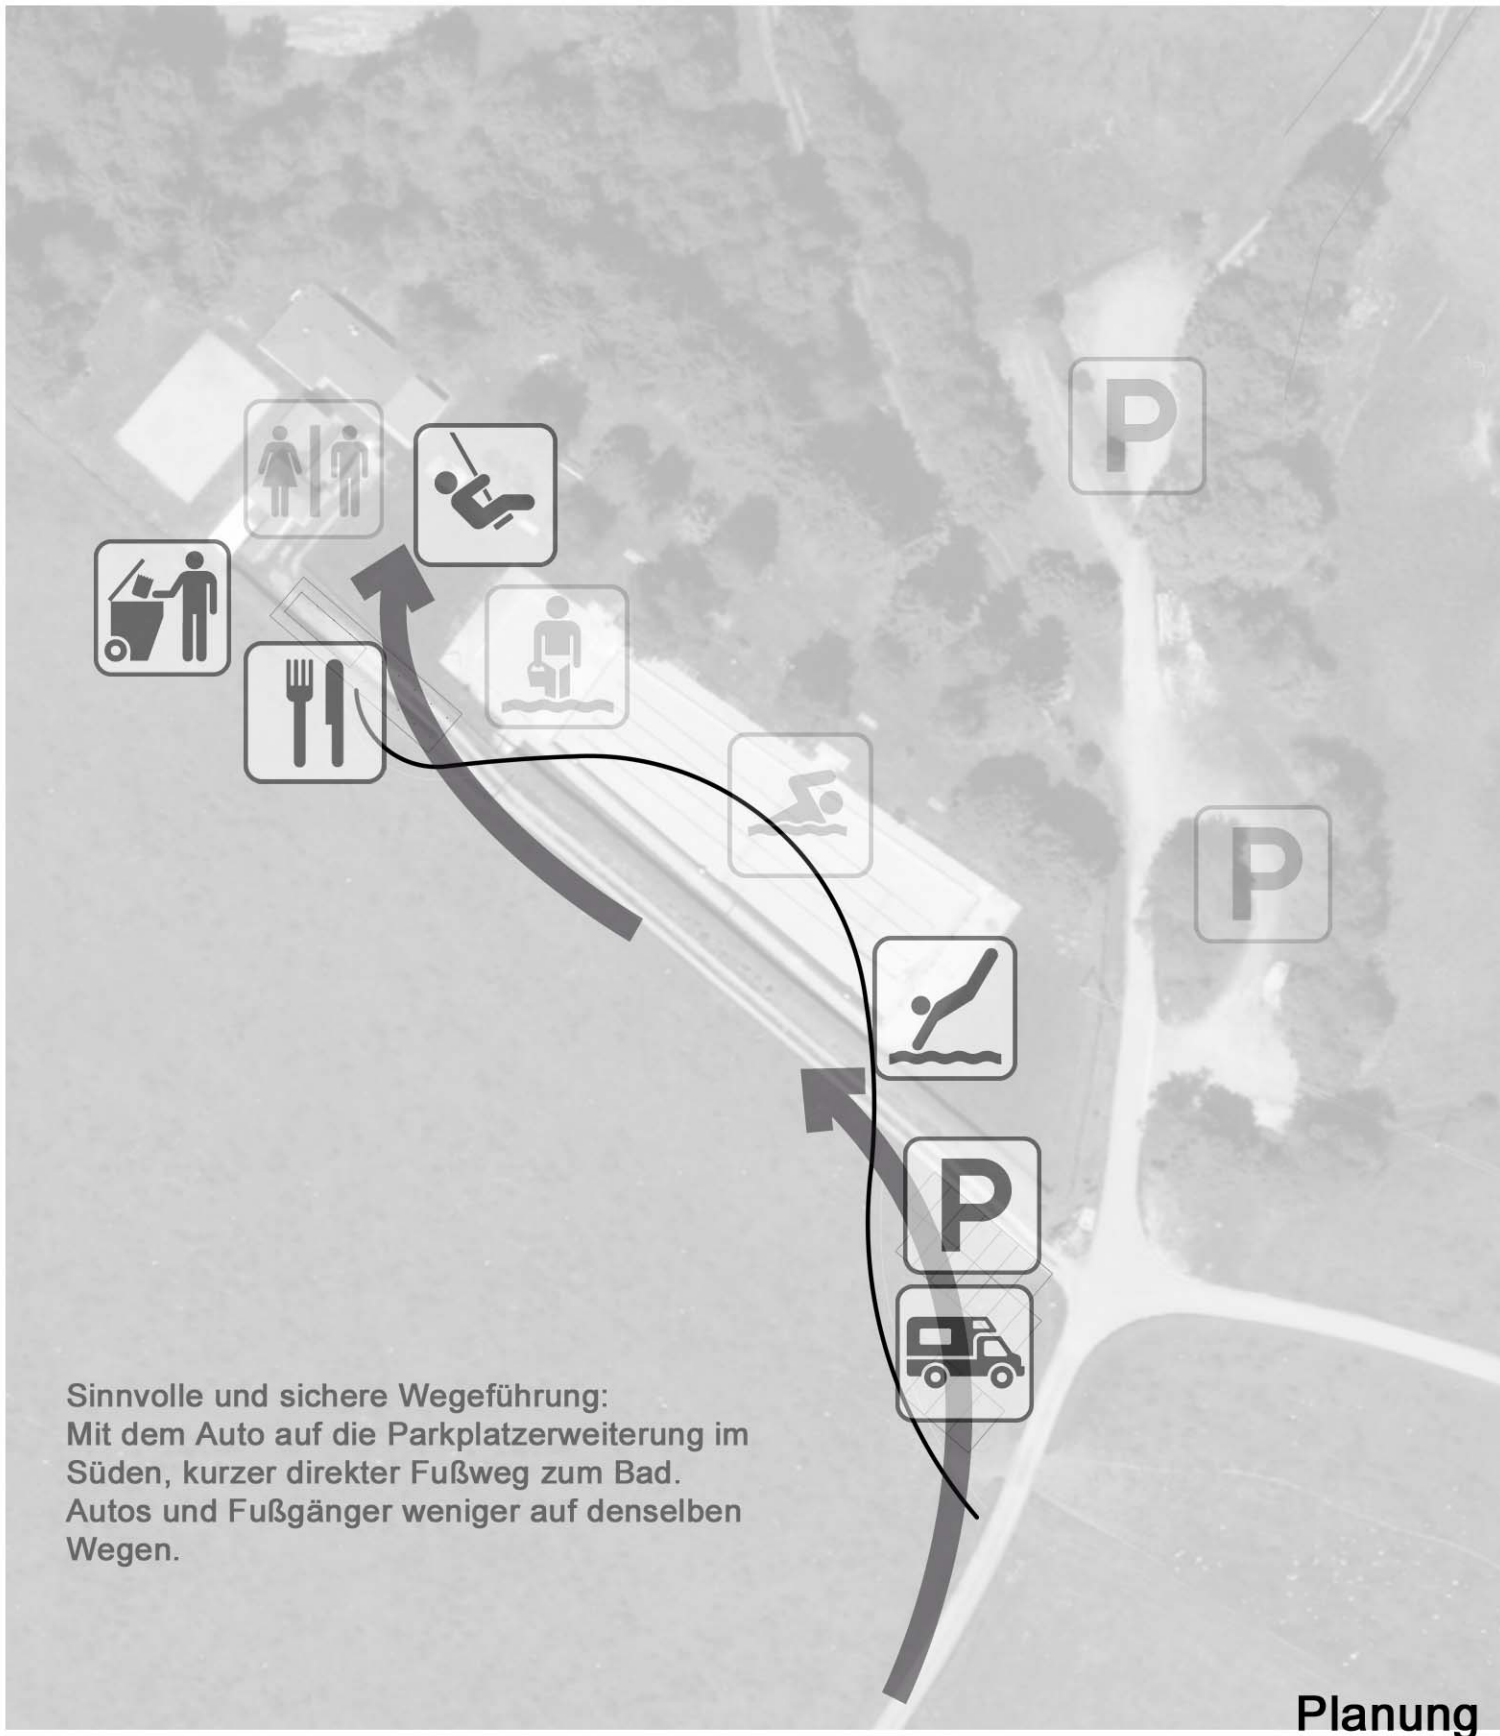 P
P
P
Sinnvolle und sichere Wegeführung:
Mit dem Auto auf die Parkplatzerweiterung im
Süden, kurzer direkter Fußweg zum Bad.
Autos und Fußgänger weniger auf denselben
Wegen.
Planung